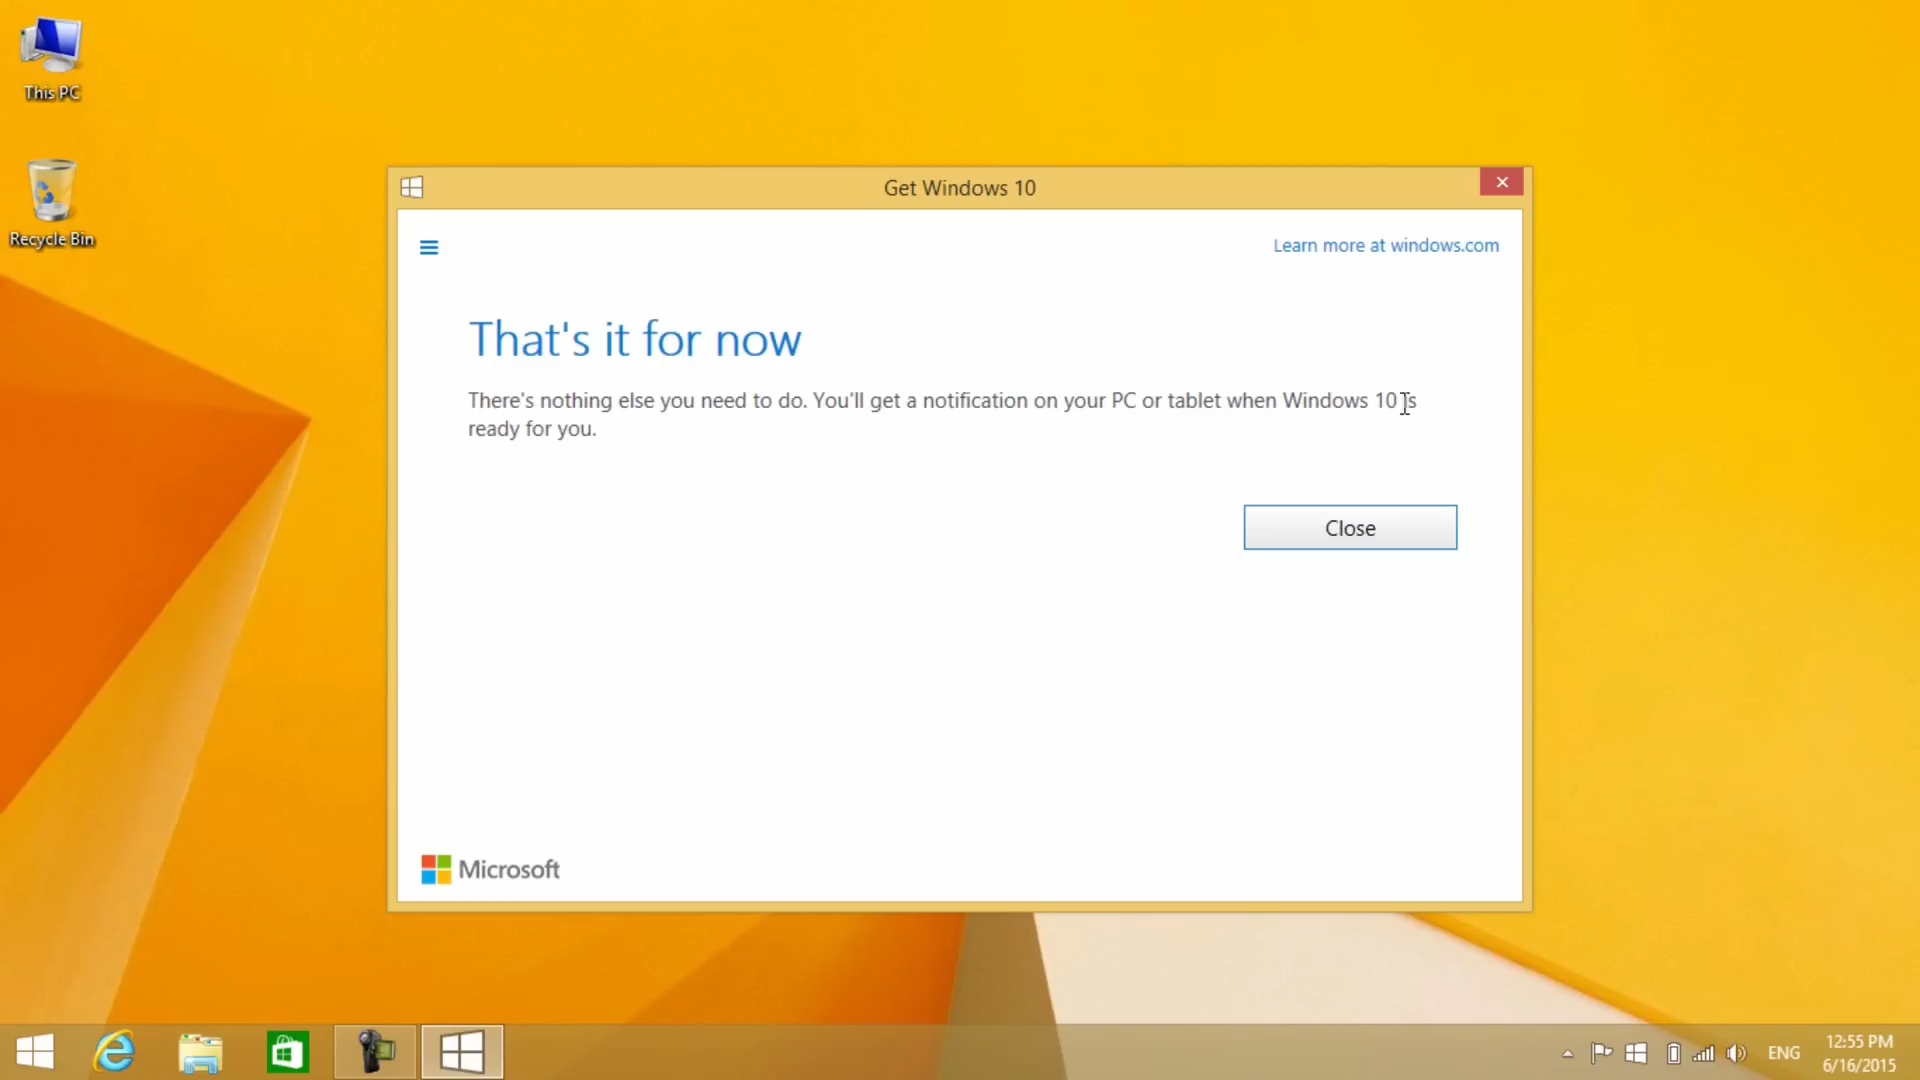 This PC
Recycle Bin
Get Windows 10
Learn more at windows.com
That's it for now
There's nothing else you need to do. You'll get a notification on your PC or tablet when Windows 10 is
ready for you.
Close
Microsoft
ENG
12:55 PM
6/16/2015